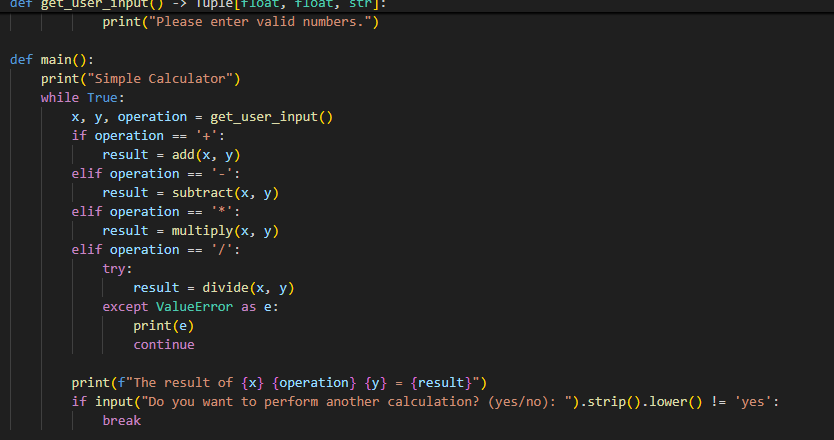 def get_user_input() -> Tuple[float, float, str]:
            print("Please enter valid numbers.")
def main():
    print("Simple Calculator")
    while True:
        x, y, operation = get_user_input()
        if operation == '+':
            result = add(x, y)
        elif operation == '-':
            result = subtract(x, y)
        elif operation == '*':
            result = multiply(x, y)
        elif operation == '/':
            try:
                result = divide(x, y)
            except ValueError as e:
                print(e)
                continue
        print(f"The result of {x} {operation} {y} = {result}")
        if input("Do you want to perform another calculation? (yes/no): ").strip().lower() != 'yes':
            break